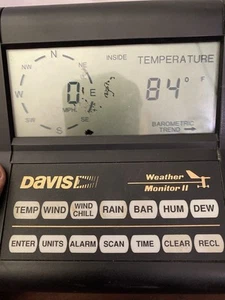 INSIDE TEMPERATURE
N
NW NE
W E
SW SE
S
0
MPH
84° F
BAROMETRIC
TREND →
DAVIS
Weather
Monitor II
TEMP WIND WIND CHILL RAIN BAR HUM DEW
ENTER UNITS ALARM SCAN TIME CLEAR RECL